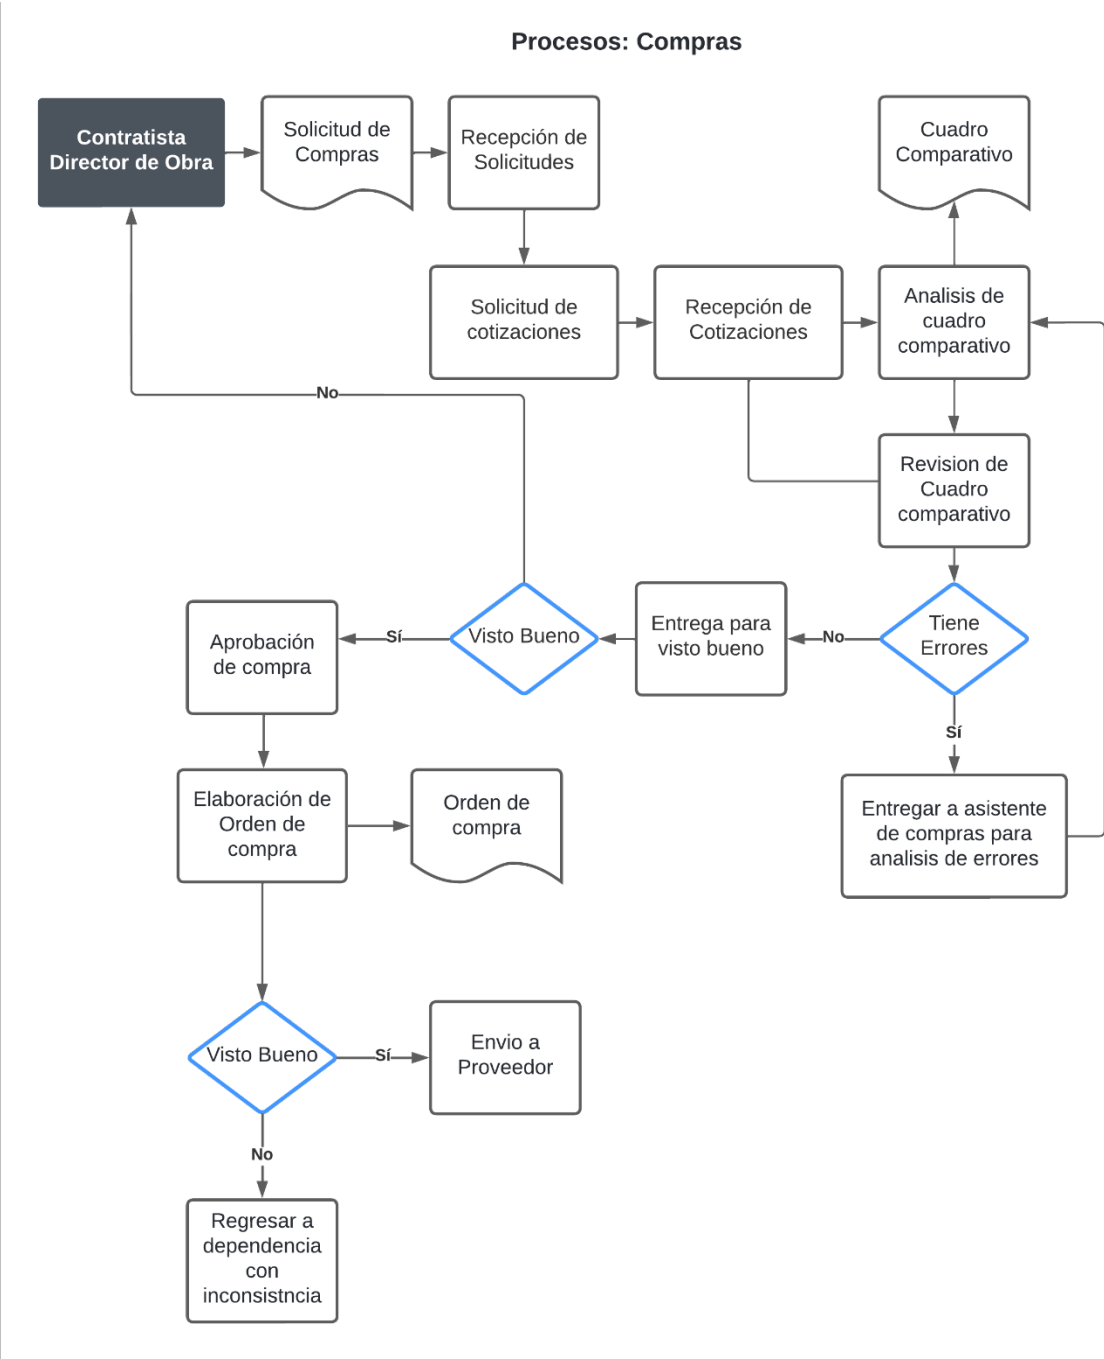 Procesos: Compras
Contratista
Director de Obra
Solicitud de
Compras
Recepción de
Solicitudes
Cuadro
Comparativo
Solicitud de
cotizaciones
Recepción de
Cotizaciones
Analisis de
cuadro
comparativo
No
Revision de
Cuadro
comparativo
Aprobación
de compra
Sí
Visto Bueno
Entrega para
visto bueno
No
Tiene
Errores
Sí
Elaboración de
Orden de
compra
Orden de
compra
Entregar a asistente
de compras para
analisis de errores
Visto Bueno
Sí
Envio a
Proveedor
No
Regresar a
dependencia
con
inconsistncia